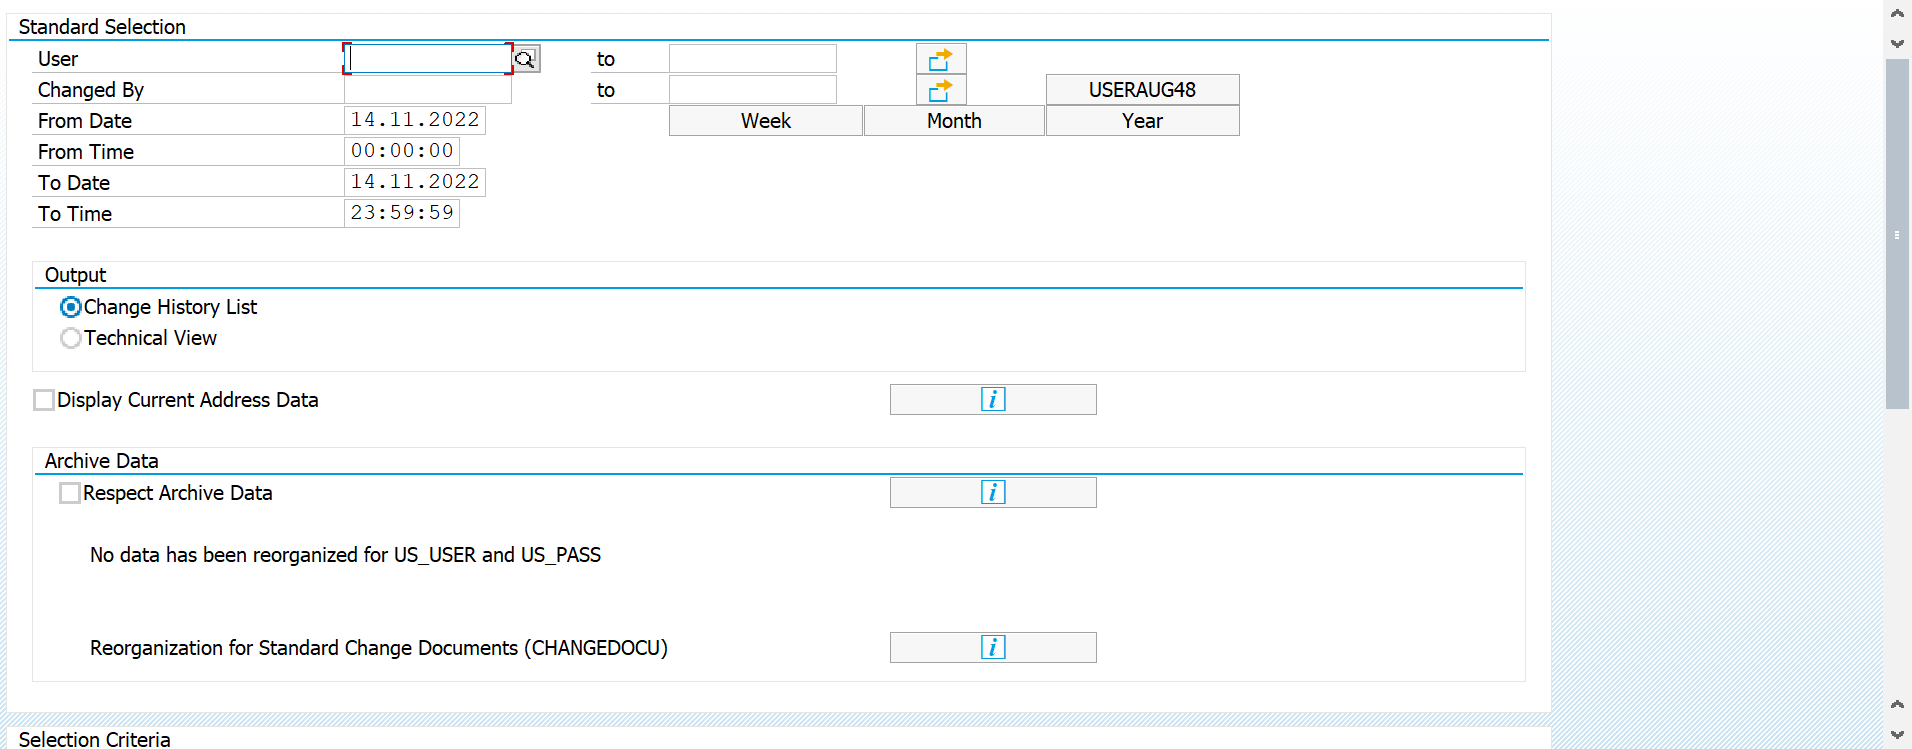 Standard Selection
User to
Changed By to USERAUG48
From Date 14.11.2022 Week Month Year
From Time 00:00:00
To Date 14.11.2022
To Time 23:59:59
Output
Change History List
Technical View
Display Current Address Data i
Archive Data
Respect Archive Data i
No data has been reorganized for US_USER and US_PASS
Reorganization for Standard Change Documents (CHANGEDOCU) i
Selection Criteria